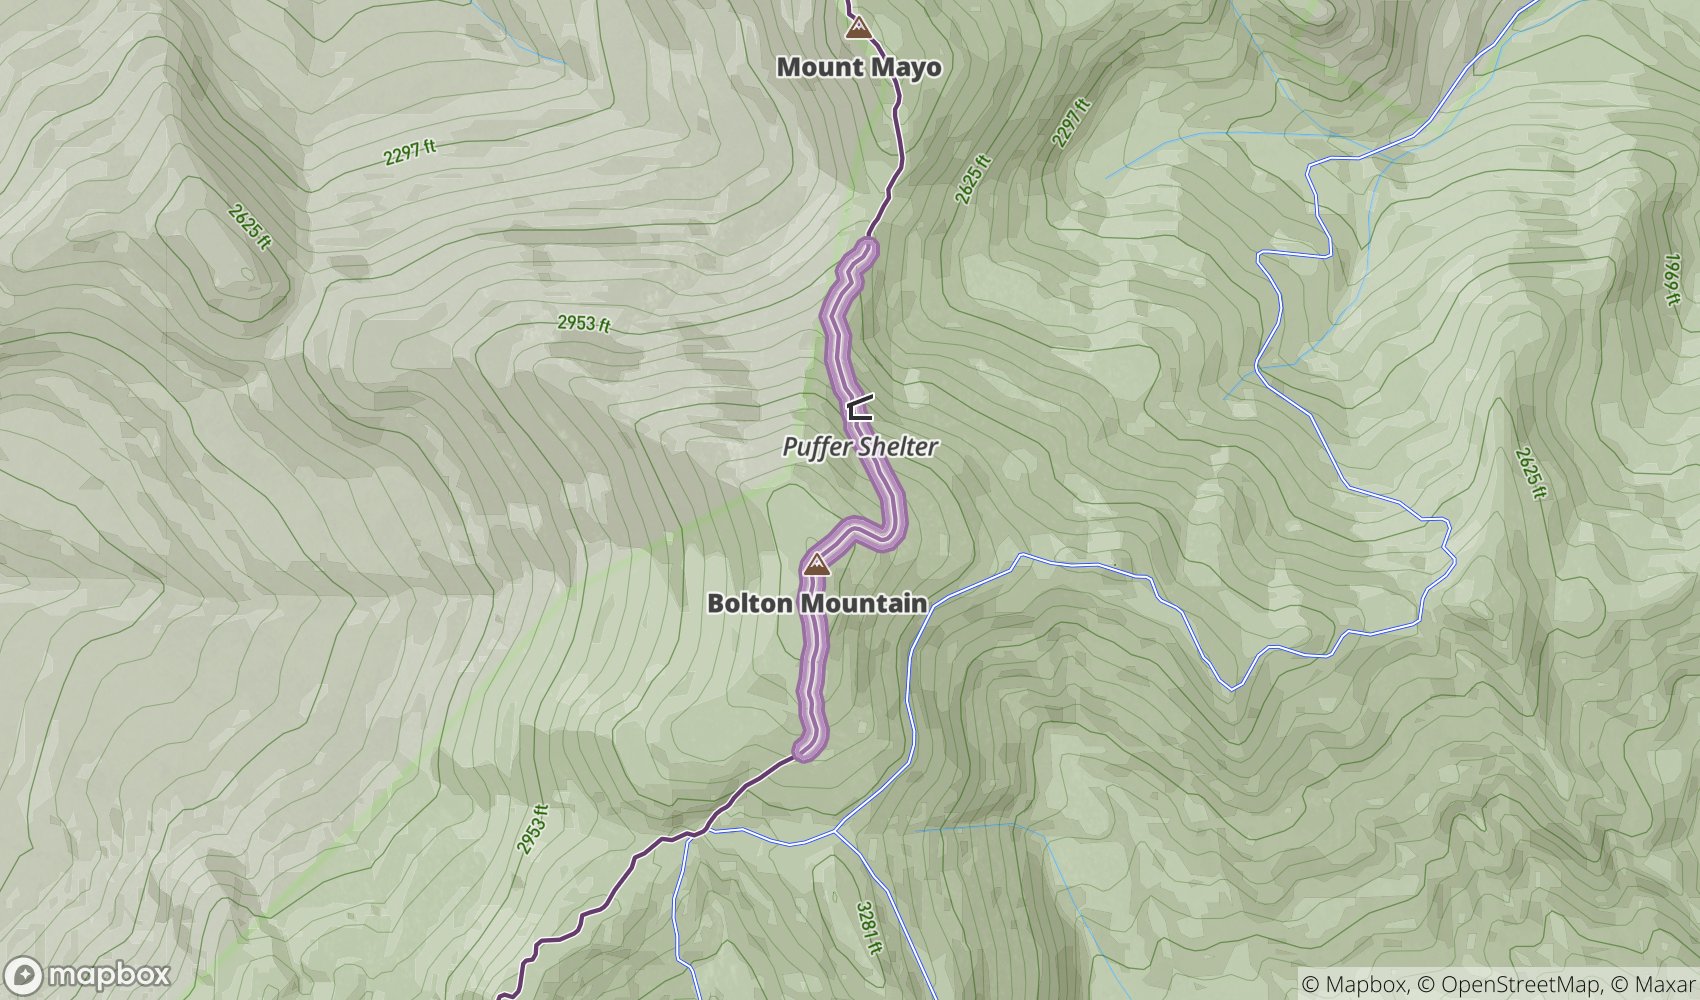 Mount Mayo
2297 ft
2297 ft
2625 ft
2625 ft
1969 ft
2953 ft
Puffer Shelter
2625 ft
Bolton Mountain
2953 ft
3281 ft
mapbox
© Mapbox, © OpenStreetMap, © Maxar